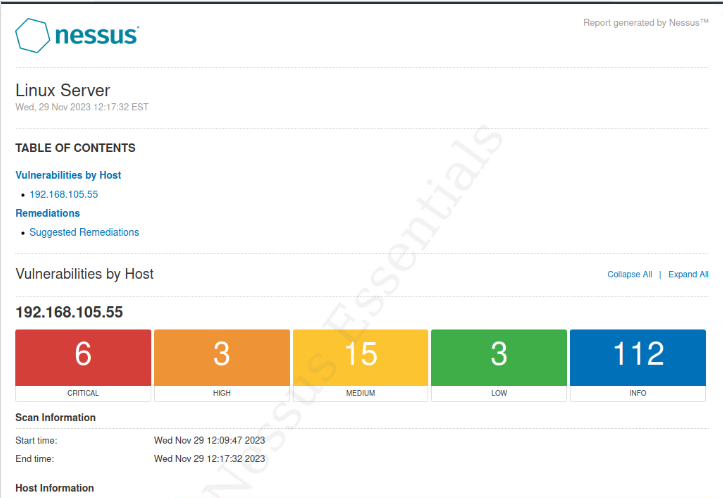 nessus
Report generated by Nessus™
Linux Server
Wed, 29 Nov 2023 12:17:32 EST
TABLE OF CONTENTS
Vulnerabilities by Host
• 192.168.105.55
Remediations
• Suggested Remediations
Vulnerabilities by Host
Collapse All | Expand All
192.168.105.55
6 3 15 3 112
CRITICAL HIGH MEDIUM LOW INFO
Scan Information
Start time: Wed Nov 29 12:09:47 2023
End time: Wed Nov 29 12:17:32 2023
Host Information
Nessus Essentials